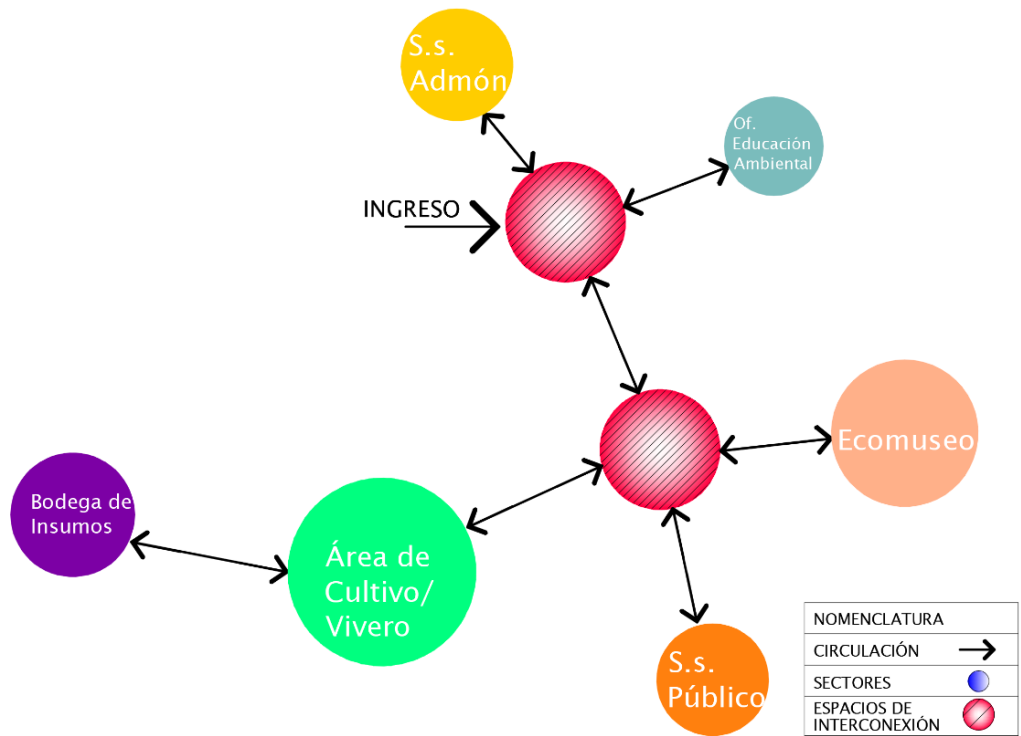 S.s.
Admón
Of.
Educación
Ambiental
INGRESO
Ecomuseo
Bodega de
Insumos
Área de
Cultivo/
Vivero
S.s.
Público
NOMENCLATURA
CIRCULACIÓN
SECTORES
ESPACIOS DE
INTERCONEXIÓN